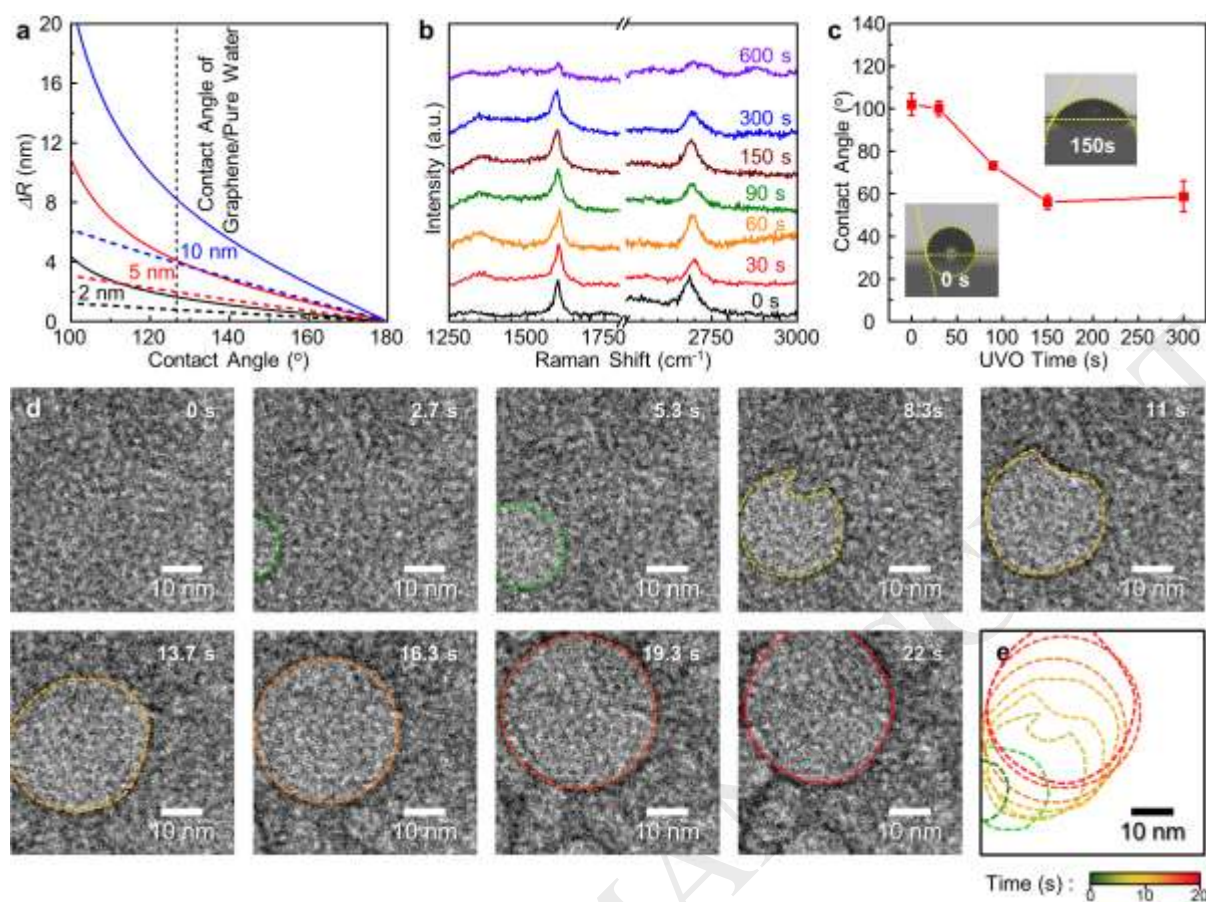 a
20
16
12
8
4
0
ΔR (nm)
Contact Angle of
Graphene/Pure Water
10 nm
5 nm
2 nm
100 120 140 160 180
Contact Angle (°)
b
600 s
300 s
150 s
90 s
60 s
30 s
0 s
Intensity (a.u.)
1250 1500 1750 2750 3000
Raman Shift (cm-1)
c
140
120
100
80
60
40
20
0
Contact Angle (°)
150s
0 s
0 50 100 150 200 250 300
UVO Time (s)
d
0 s
10 nm
2.7 s
10 nm
5.3 s
10 nm
8.3s
10 nm
11 s
10 nm
13.7 s
10 nm
16.3 s
10 nm
19.3 s
10 nm
22 s
10 nm
e
10 nm
Time (s) :
0 10 20